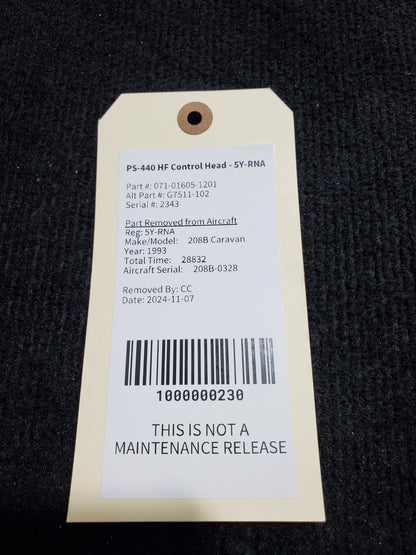 PS-440 HF Control Head - 5Y-RNA
Part #: 071-01605-1201
Alt Part #: G7511-102
Serial #: 2343
Part Removed from Aircraft
Reg: 5Y-RNA
Make/Model: 208B Caravan
Year: 1993
Total Time: 28832
Aircraft Serial: 208B-0328
Removed By: CC
Date: 2024-11-07
1000000230
THIS IS NOT A
MAINTENANCE RELEASE